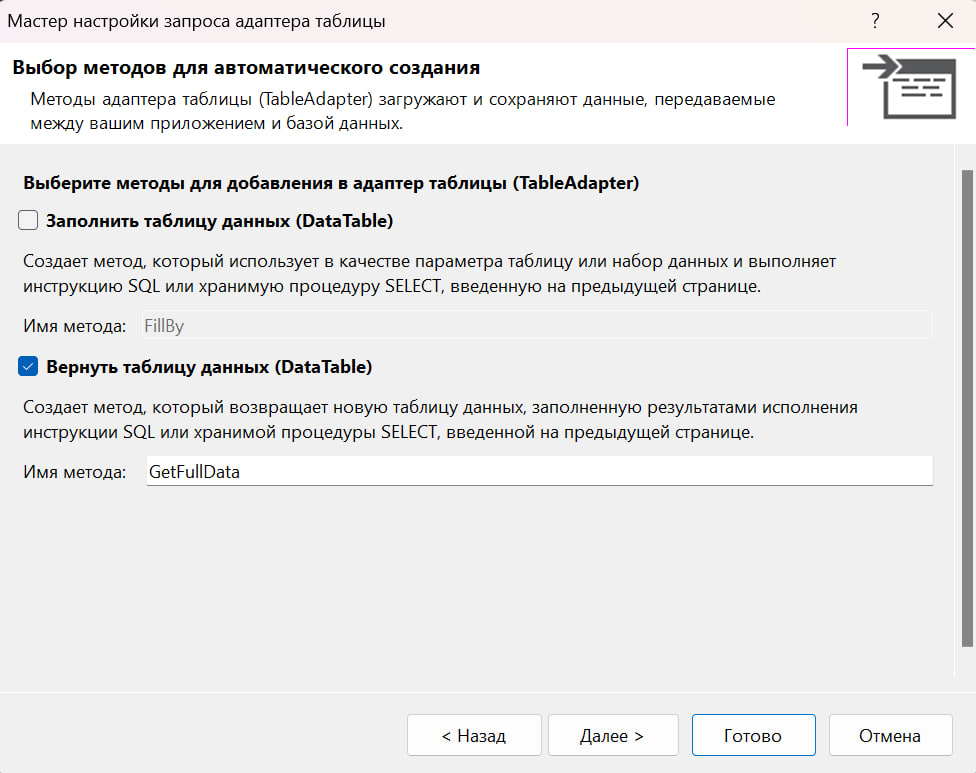 Мастер настройки запроса адаптера таблицы
?
Выбор методов для автоматического создания
Методы адаптера таблицы (TableAdapter) загружают и сохраняют данные, передаваемые
между вашим приложением и базой данных.
Выберите методы для добавления в адаптер таблицы (TableAdapter)
Заполнить таблицу данных (DataTable)
Создает метод, который использует в качестве параметра таблицу или набор данных и выполняет
инструкцию SQL или хранимую процедуру SELECT, введенную на предыдущей странице.
Имя метода: FillBy
Вернуть таблицу данных (DataTable)
Создает метод, который возвращает новую таблицу данных, заполненную результатами исполнения
инструкции SQL или хранимой процедуры SELECT, введенной на предыдущей странице.
Имя метода: GetFullData
< Назад Далее > Готово Отмена